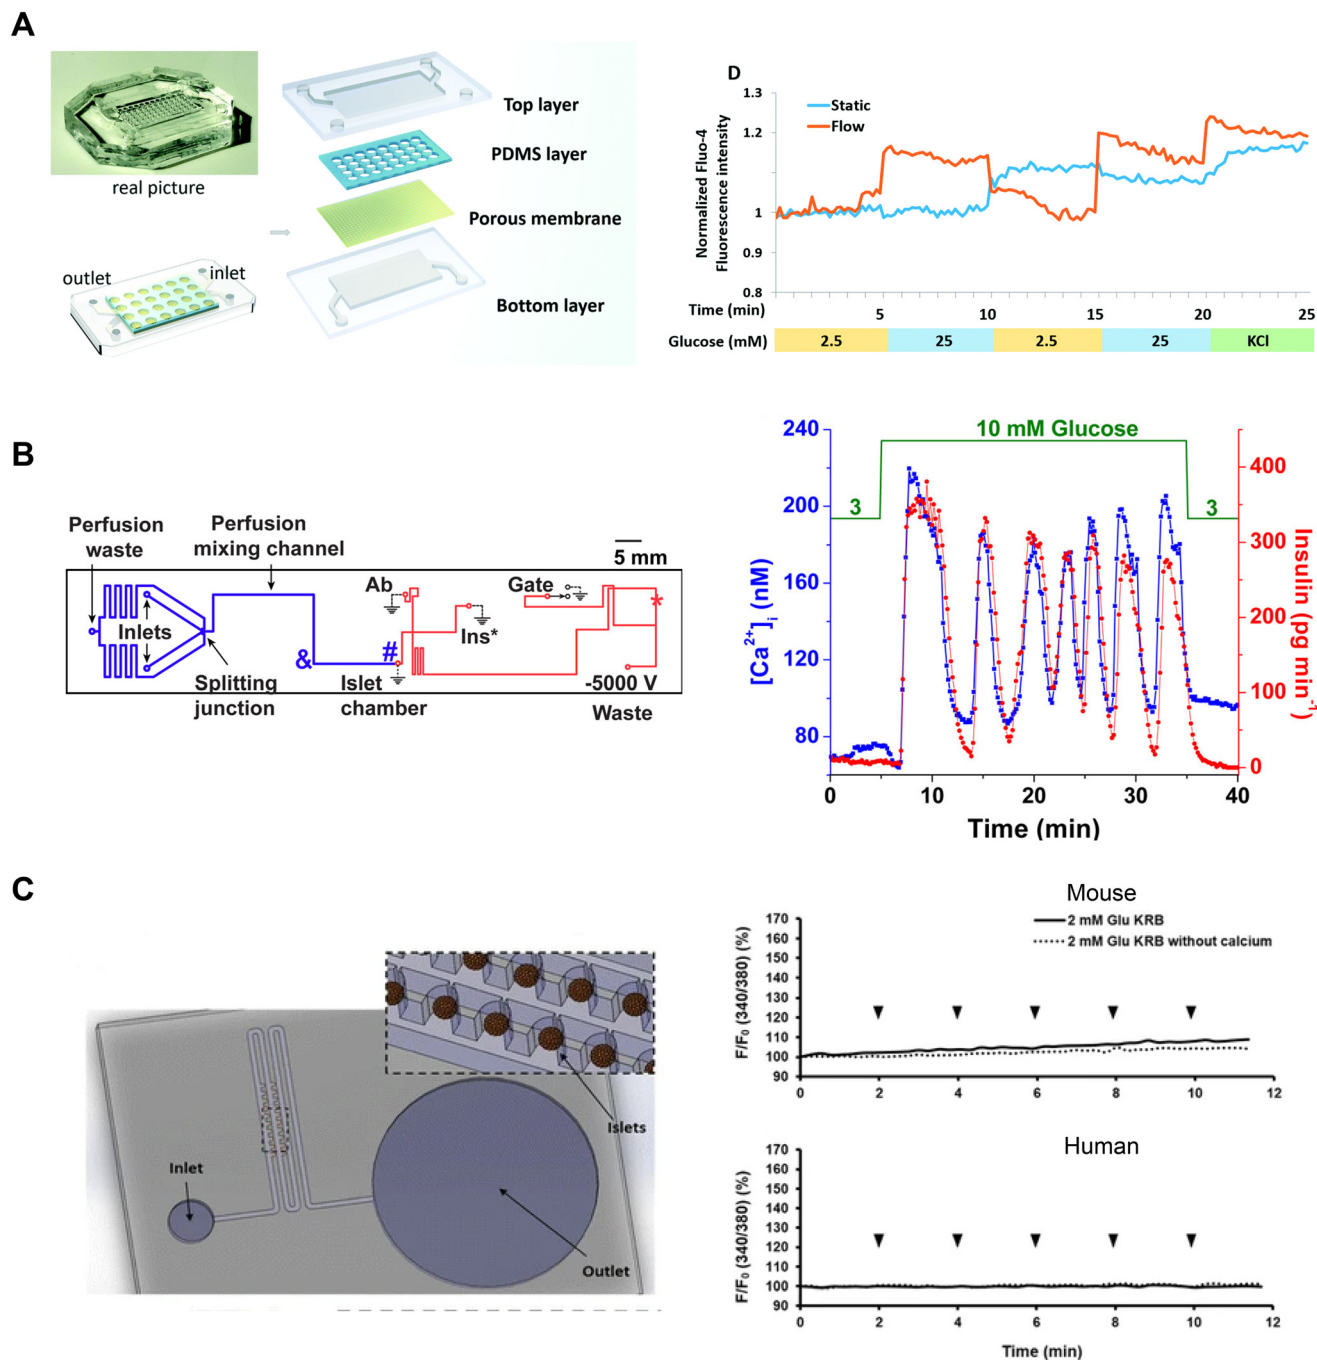 A
real picture
outlet
inlet
Top layer
PDMS layer
Porous membrane
Bottom layer
D
Static
Flow
Normalized Fluo-4
Fluorescence intensity
1.3
1.2
1.1
1
0.9
0.8
Time (min)
5
10
15
20
25
Glucose (mM)
2.5
25
2.5
25
KCl
B
Perfusion
waste
Perfusion
mixing channel
5 mm
Inlets
Splitting
junction
&
#
Ab
Ins*
Gate
*
Islet
chamber
-5000 V
Waste
10 mM Glucose
3
3
[Ca²⁺]ᵢ (nM)
240
200
160
120
80
Insulin (pg min⁻¹)
400
300
200
100
0
0
10
20
30
40
Time (min)
C
Islets
Inlet
Outlet
Mouse
2 mM Glu KRB
2 mM Glu KRB without calcium
F/F₀ (340/380) (%)
170
160
150
140
130
120
110
100
90
0
2
4
6
8
10
12
Human
F/F₀ (340/380) (%)
170
160
150
140
130
120
110
100
90
0
2
4
6
8
10
12
Time (min)